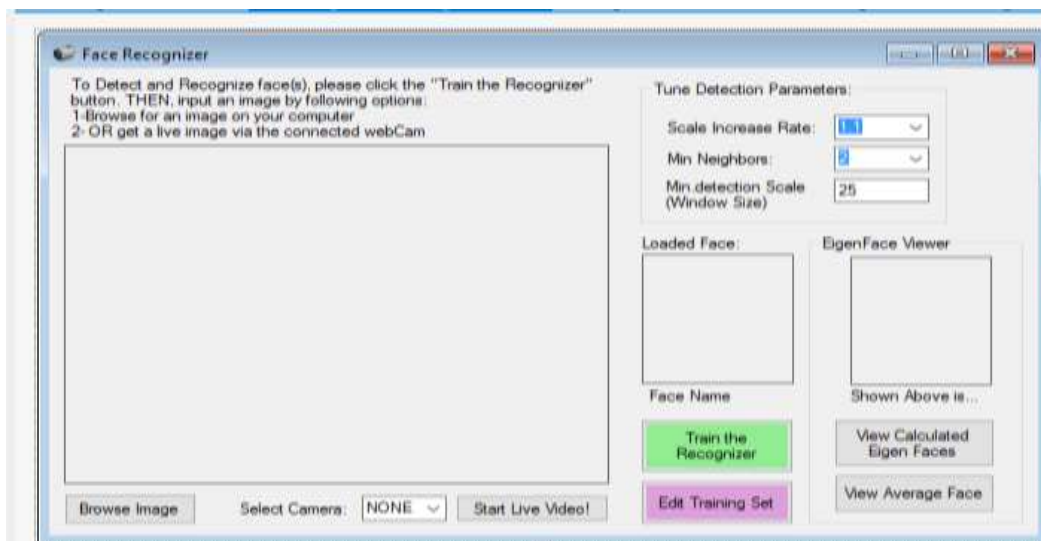 Face Recognizer
To Detect and Recognize face(s), please click the "Train the Recognizer"
button. THEN, input an image by following options:
1-Browse for an image on your computer
2- OR get a live image via the connected webCam
Tune Detection Parameters:
Scale Increase Rate:
1.1
Min Neighbors:
2
Min.detection Scale
(Window Size)
25
Loaded Face:
EigenFace Viewer
Face Name
Shown Above is...
Train the
Recognizer
View Calculated
Eigen Faces
Edit Training Set
View Average Face
Browse Image
Select Camera:
NONE
Start Live Video!